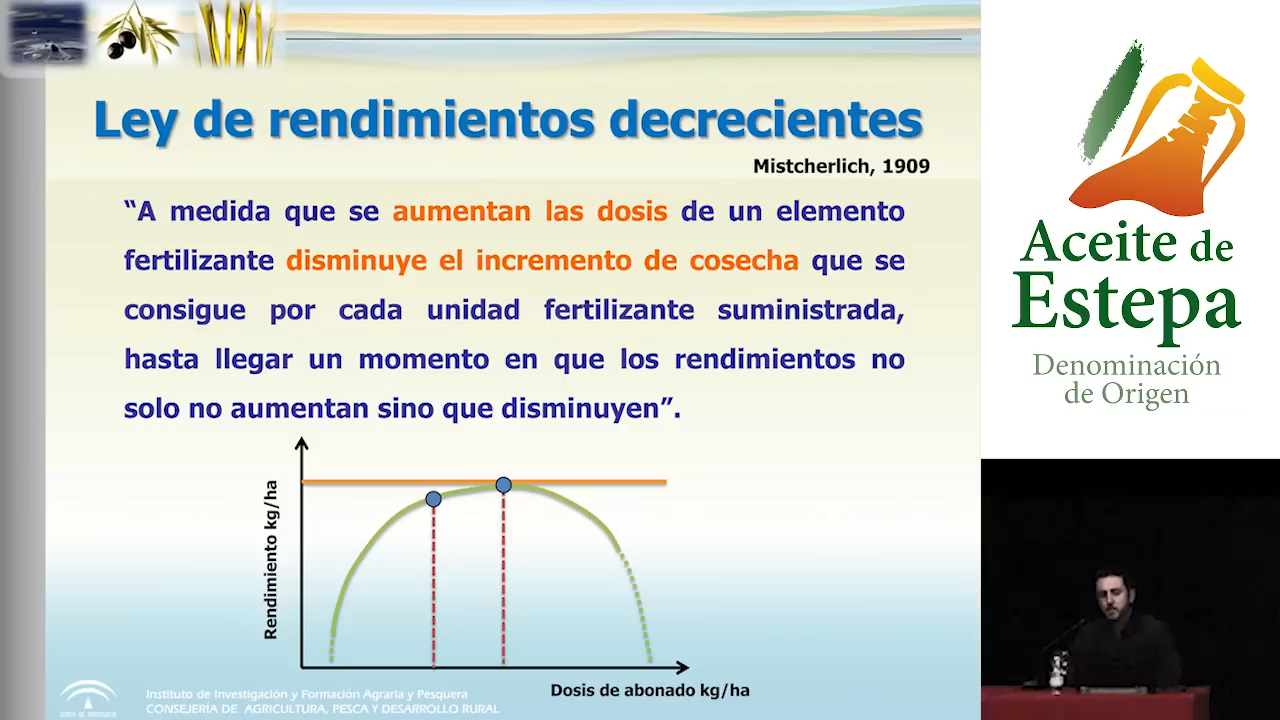 Ley de rendimientos decrecientes
Mistcherlich, 1909
“A medida que se aumentan las dosis de un elemento
fertilizante disminuye el incremento de cosecha que se
consigue por cada unidad fertilizante suministrada,
hasta llegar un momento en que los rendimientos no
solo no aumentan sino que disminuyen”.
Rendimiento kg/ha
Dosis de abonado kg/ha
Instituto de Investigación y Formación Agraria y Pesquera
CONSEJERÍA DE AGRICULTURA, PESCA Y DESARROLLO RURAL
Aceite de
Estepa
Denominación
de Origen